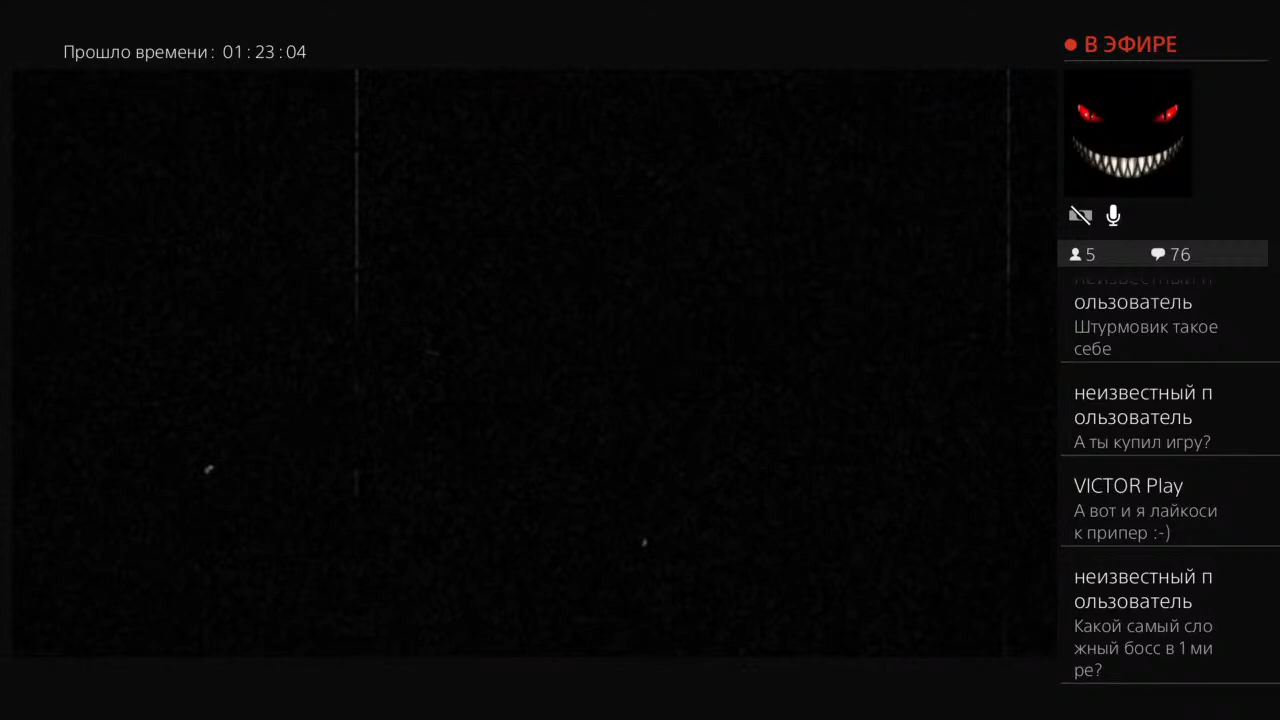 Прошло времени: 01:23:04
В ЭФИРЕ
5 76
ользователь
Штурмовик такое
себе
неизвестный п
ользователь
А ты купил игру?
VICTOR Play
А вот и я лайкоси
к припер :-)
неизвестный п
ользователь
Какой самый сло
жный босс в 1 ми
ре?